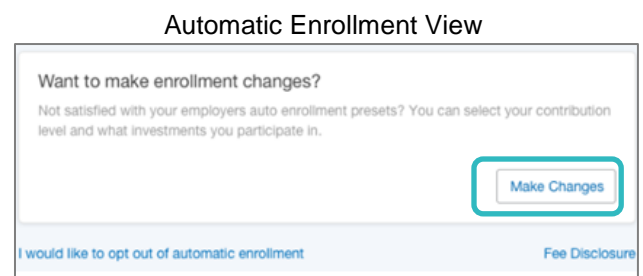 Automatic Enrollment View
Want to make enrollment changes?
Not satisfied with your employers auto enrollment presets? You can select your contribution
level and what investments you participate in.
Make Changes
I would like to opt out of automatic enrollment
Fee Disclosure